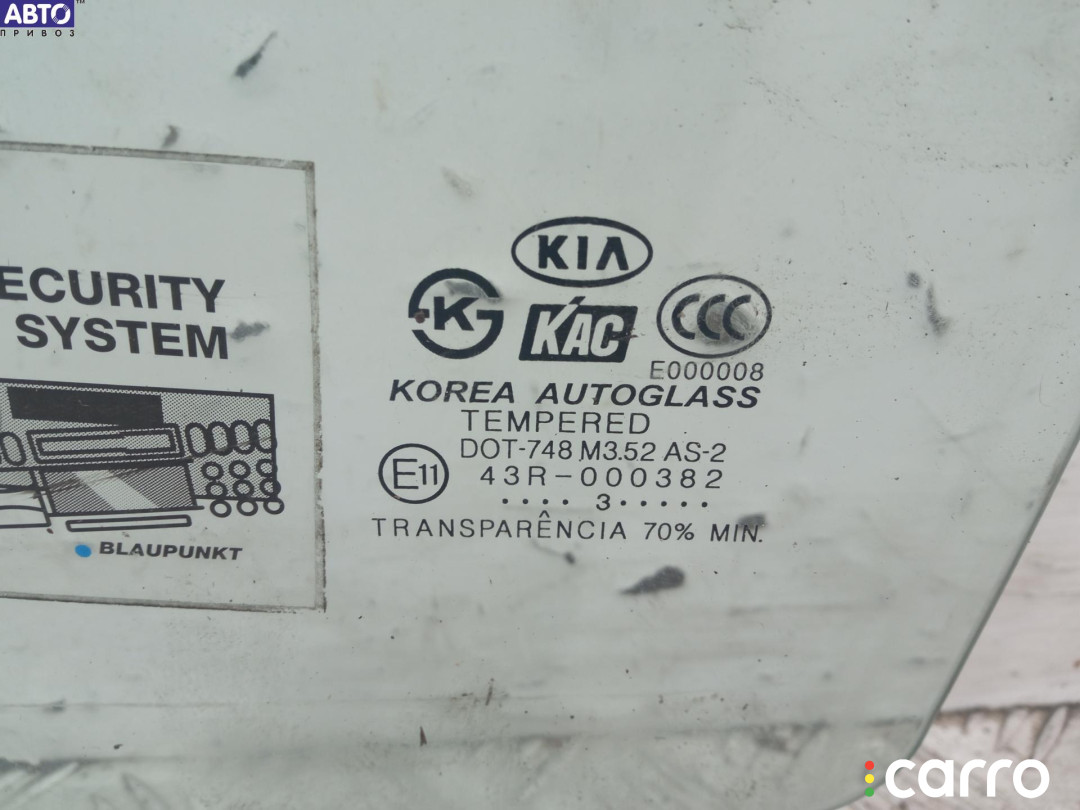 АВТО™
ПРИВОЗ
ECURITY
SYSTEM
BLAUPUNKT
KIA
K
KAC
CCC
E000008
KOREA AUTOGLASS
TEMPERED
DOT-748 M3.52 AS-2
E11
43R-000382
.... 3.....
TRANSPARÊNCIA 70% MIN.
carro